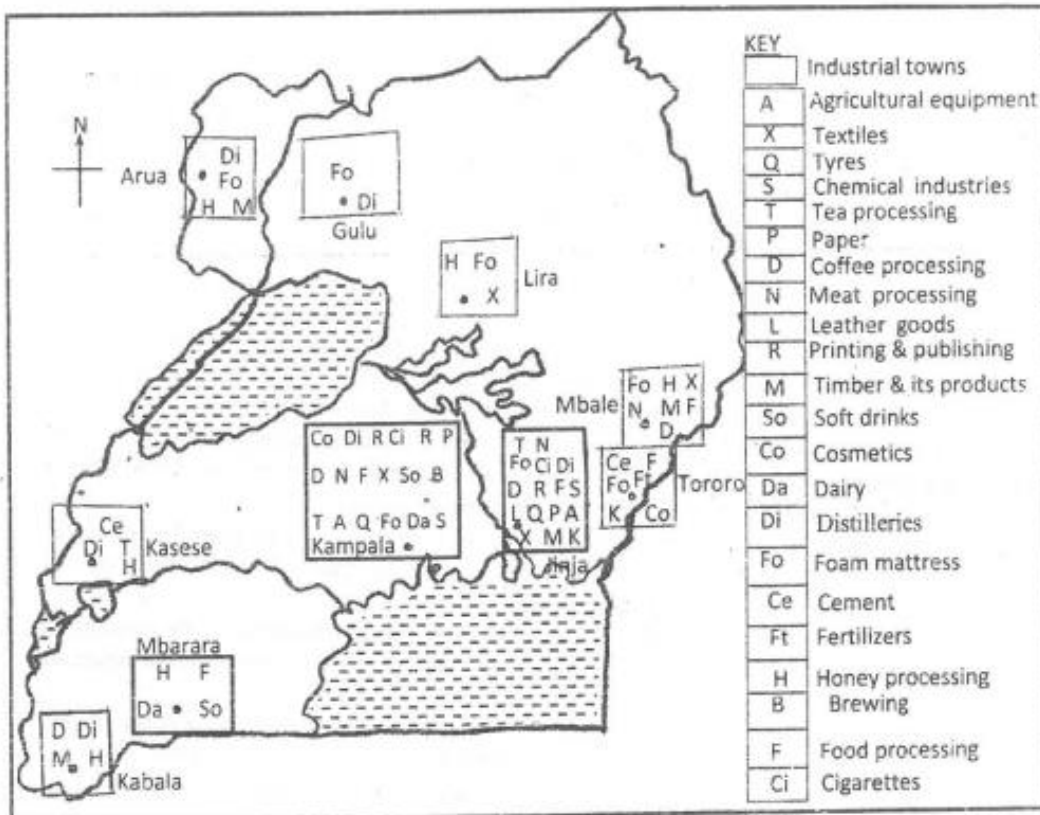 KEY
Industrial towns
A Agricultural equipment
X Textiles
Q Tyres
S Chemical industries
T Tea processing
P Paper
D Coffee processing
N Meat processing
L Leather goods
R Printing & publishing
M Timber & its products
So Soft drinks
Co Cosmetics
Da Dairy
Di Distilleries
Fo Foam mattress
Ce Cement
Ft Fertilizers
H Honey processing
B Brewing
F Food processing
Ci Cigarettes
N
Arua
Di
Fo
H M
Fo
Di
Gulu
H Fo
X
Lira
Mbale
Fo H X
N M F
D
Co Di R Ci R P
D N F X So B
T A Q Fo Da S
Kampala
T N
Fo Ci Di
D R F S
L Q P A
X M K
Jinja
Ce F
Fo Ft
K Co
Tororo
Ce
Di T
H
Kasese
Mbarara
H F
Da So
D Di
M H
Kabala